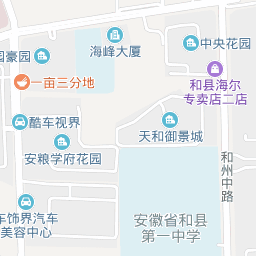 海峰大厦
中央花园
园豪园
一亩三分地
和县海尔
专卖店二店
酷车视界
天和御景城
安粮学府花园
和州中路
车饰界汽车
美容中心
安徽省和县
第一中学